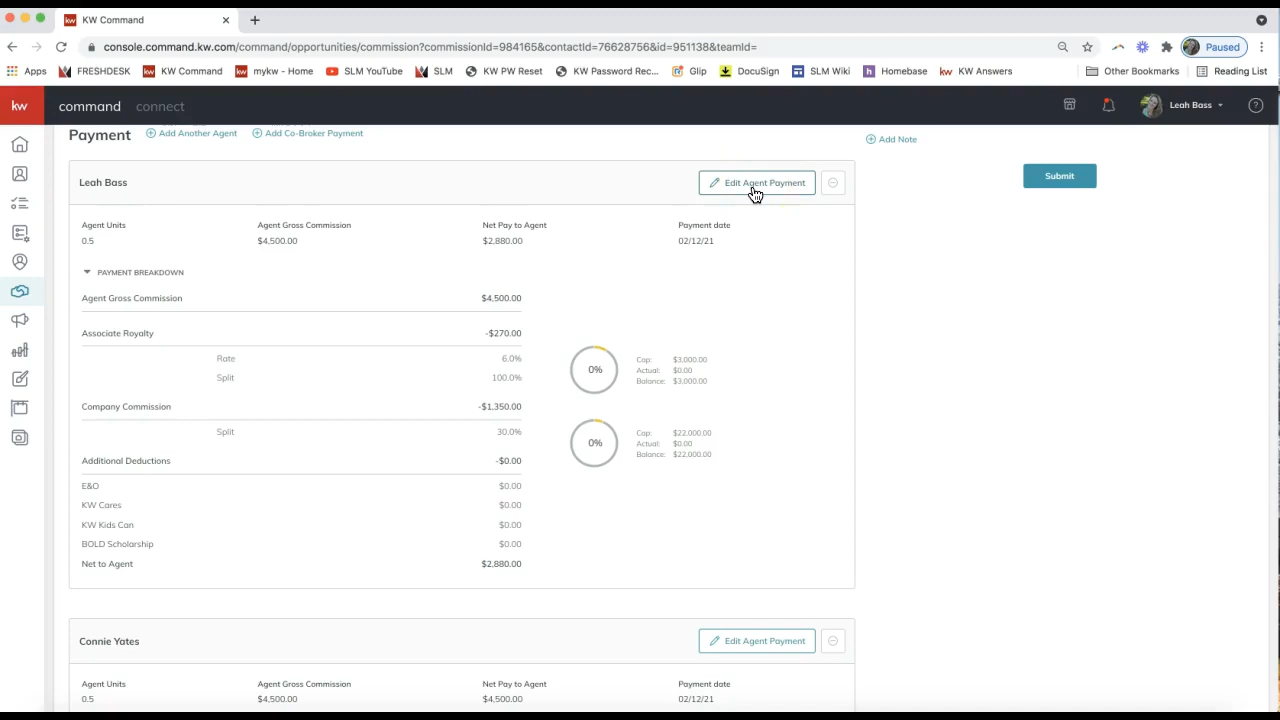 KW Command
console.command.kw.com/command/opportunities/commission?commissionId=984165&contactId=76628756&id=951138&teamId=
Paused
Apps FRESHDESK KW Command mykw - Home SLM YouTube SLM KW PW Reset KW Password Rec... Glip DocuSign SLM Wiki Homebase KW Answers Other Bookmarks Reading List
kw command connect Leah Bass
Payment Add Another Agent Add Co-Broker Payment
Add Note
Submit
Leah Bass Edit Agent Payment
Agent Units Agent Gross Commission Net Pay to Agent Payment date
0.5 $4,500.00 $2,880.00 02/12/21
PAYMENT BREAKDOWN
Agent Gross Commission $4,500.00
Associate Royalty -$270.00
Rate 6.0%
Split 100.0%
0%
Cap: $3,000.00
Actual: $0.00
Balance: $3,000.00
Company Commission -$1,350.00
Split 30.0%
0%
Cap: $22,000.00
Actual: $0.00
Balance: $22,000.00
Additional Deductions -$0.00
E&O $0.00
KW Cares $0.00
KW Kids Can $0.00
BOLD Scholarship $0.00
Net to Agent $2,880.00
Connie Yates Edit Agent Payment
Agent Units Agent Gross Commission Net Pay to Agent Payment date
0.5 $4,500.00 $4,500.00 02/12/21